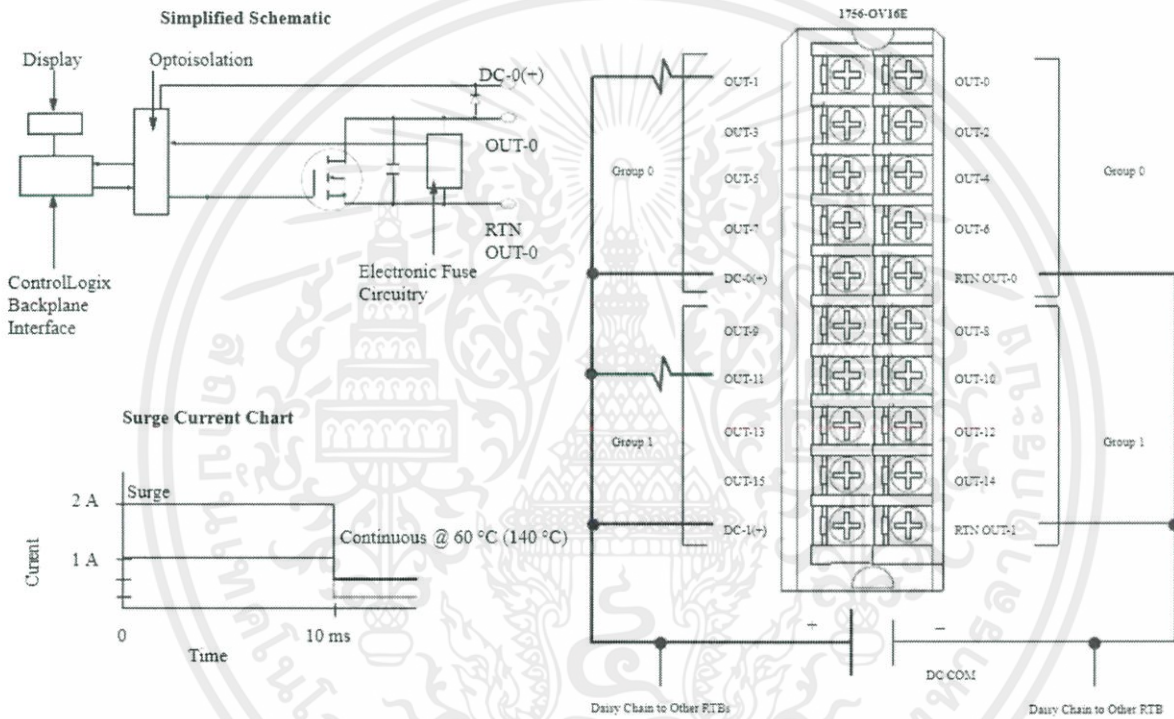 Simplified Schematic
Display
Optoisolation
DC-0(+)
OUT-0
RTN
OUT-0
ControlLogix
Backplane
Interface
Electronic Fuse
Circuitry
Surge Current Chart
Surge
2 A
Continuous @ 60 °C (140 °C)
1 A
Current
0
10 ms
Time
1756-OV16E
OUT-1
OUT-0
OUT-3
OUT-2
Group 0
OUT-5
OUT-4
Group 0
OUT-7
OUT-6
DC-0(+)
RTN OUT-0
OUT-9
OUT-8
OUT-11
OUT-10
Group 1
OUT-13
OUT-12
Group 1
OUT-15
OUT-14
DC-1(+)
RTN OUT-1
+
−
DC COM
Daisy Chain to Other RTBs
Daisy Chain to Other RTB